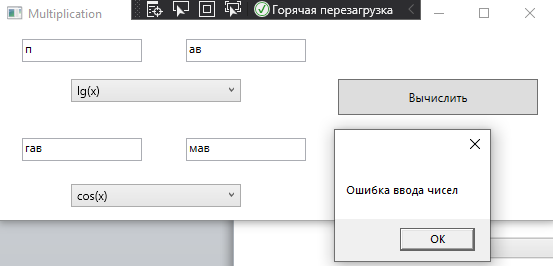 Multiplication
Горячая перезагрузка
п
ав
lg(x)
Вычислить
гав
мав
cos(x)
Ошибка ввода чисел
OK